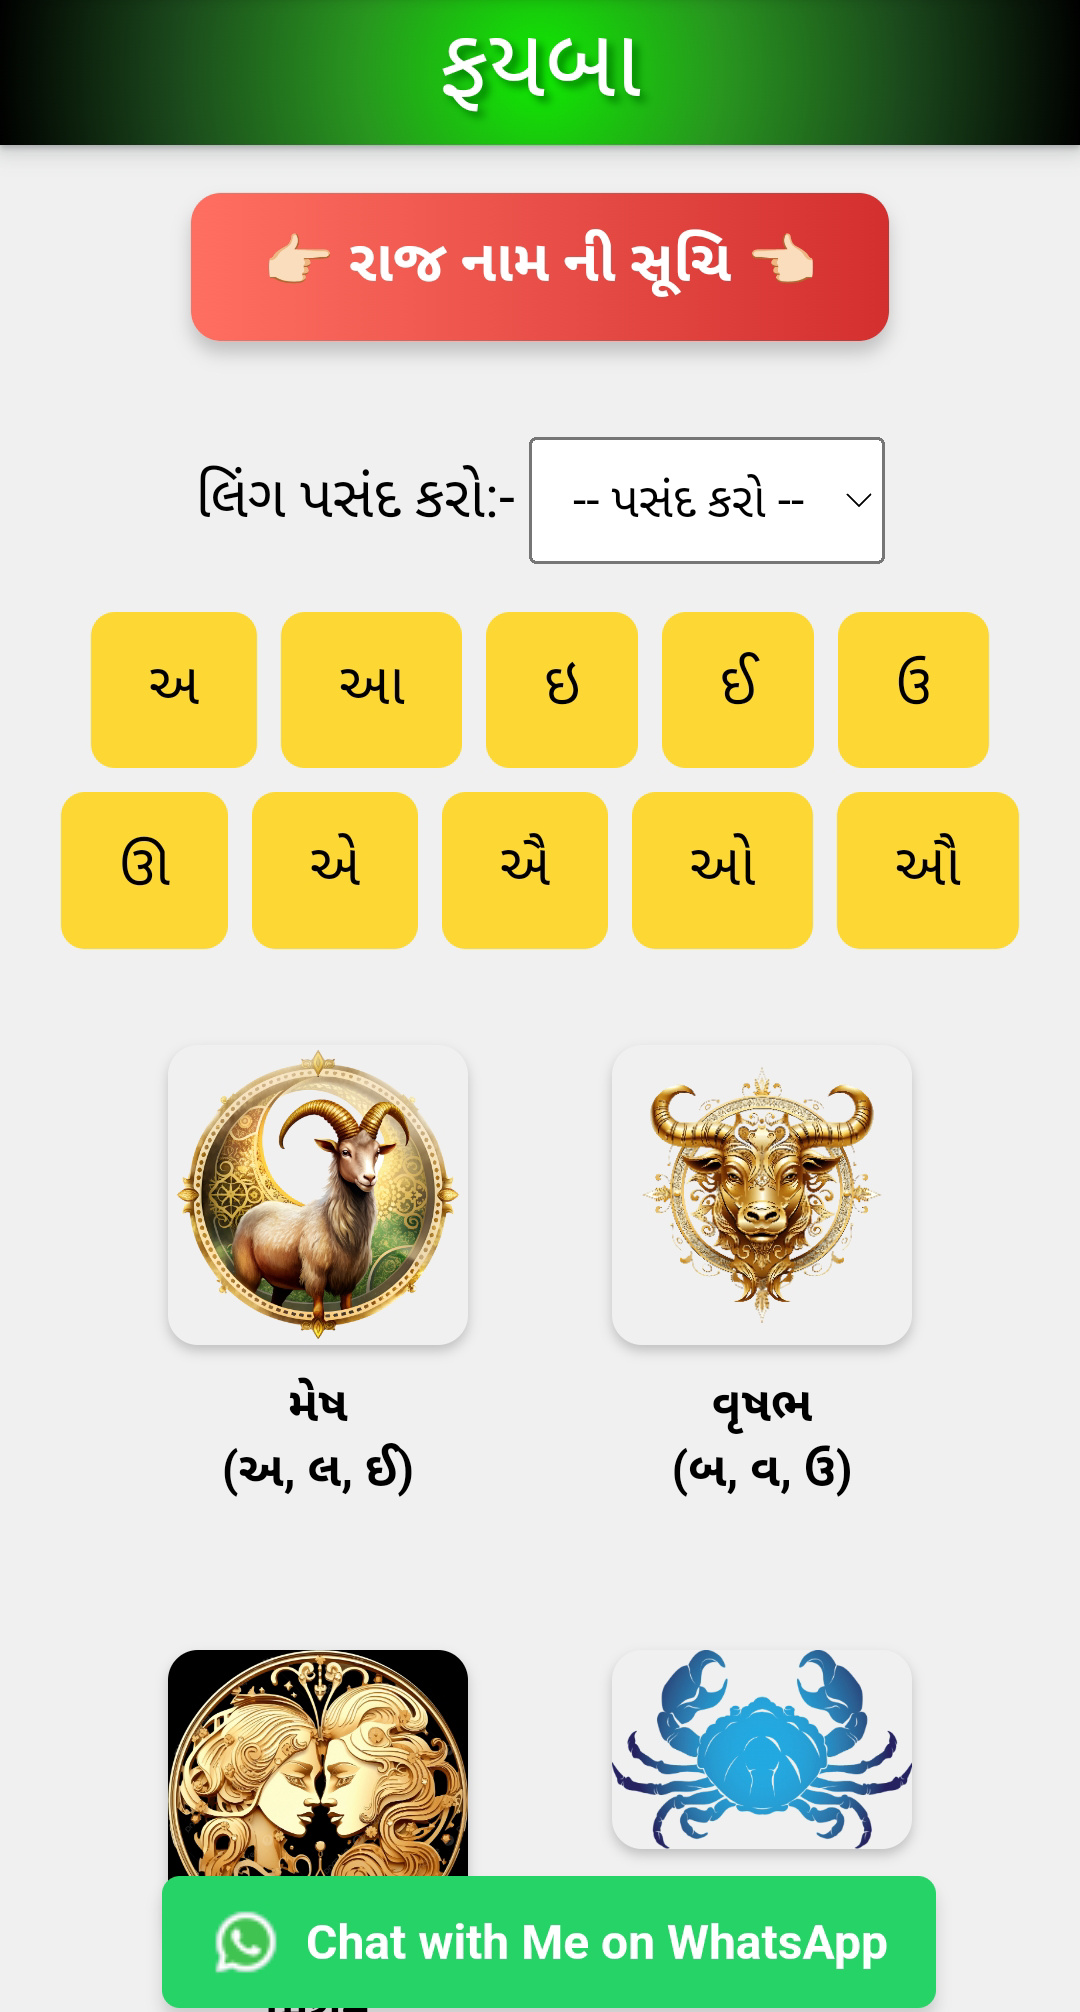 ફયબા
👉🏻 રાજ નામ ની સૂચિ 👈🏻
લિંગ પસંદ કરો:- -- પસંદ કરો --
અ આ ઇ ઈ ઉ
ઊ એ ઐ ઓ ઔ
મેષ વૃષભ
(અ, લ, ઈ) (બ, વ, ઉ)
Chat with Me on WhatsApp